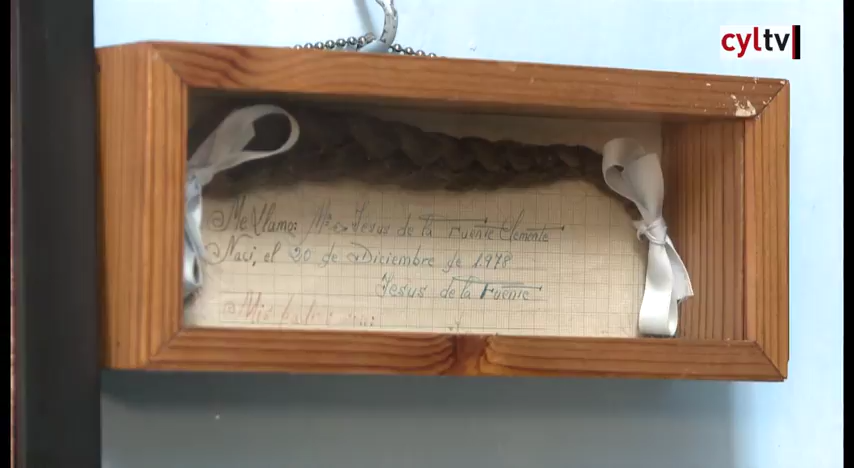 cyltv
Me llamo: Mª Jesus de la Fuente Clemente
Naci, el 20 de Diciembre de 1978
Jesus de la Fuente